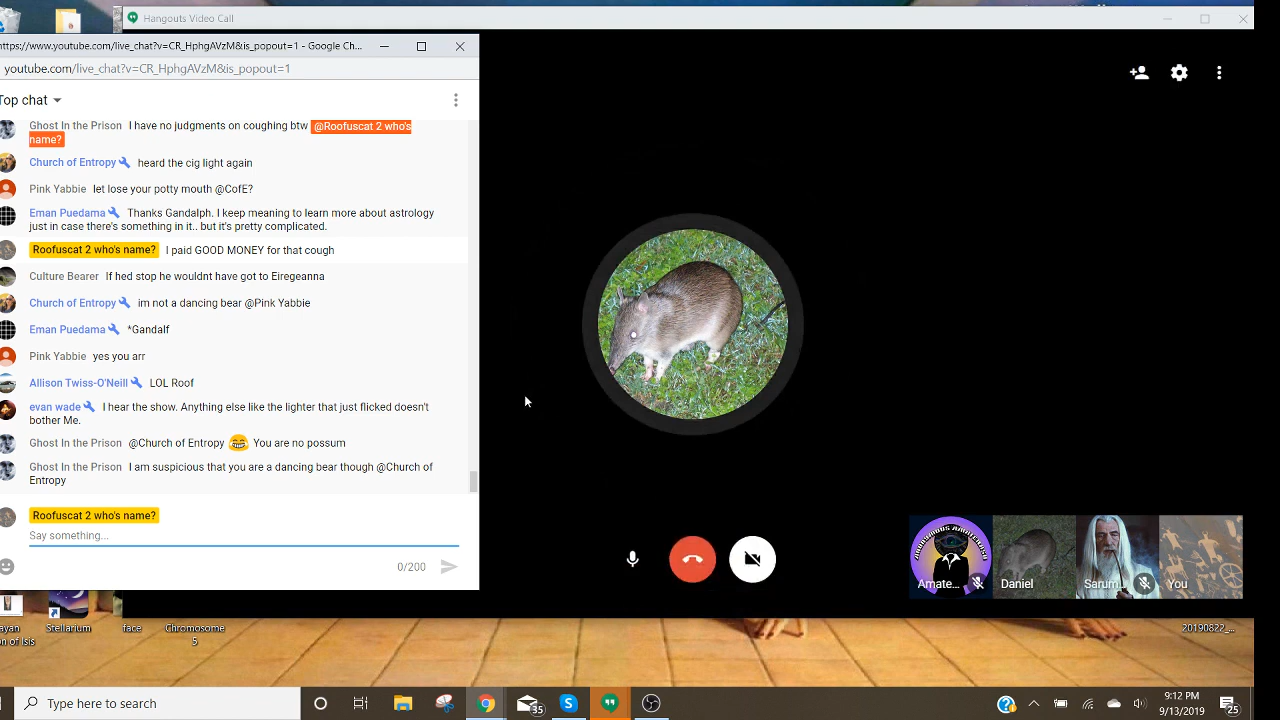 Hangouts Video Call
https://www.youtube.com/live_chat?v=CR_HphgAVzM&is_popout=1 - Google Ch...
youtube.com/live_chat?v=CR_HphgAVzM&is_popout=1
Top chat
Ghost In the Prison I have no judgments on coughing btw @Roofuscat 2 who's
name?
Church of Entropy heard the cig light again
Pink Yabbie let lose your potty mouth @CofE?
Eman Puedama Thanks Gandalph. I keep meaning to learn more about astrology
just in case there's something in it.. but it's pretty complicated.
Roofuscat 2 who's name? I paid GOOD MONEY for that cough
Culture Bearer If hed stop he wouldnt have got to Eiregeanna
Church of Entropy im not a dancing bear @Pink Yabbie
Eman Puedama *Gandalf
Pink Yabbie yes you arr
Allison Twiss-O'Neill LOL Roof
evan wade I hear the show. Anything else like the lighter that just flicked doesn't
bother Me.
Ghost In the Prison @Church of Entropy 😂 You are no possum
Ghost In the Prison I am suspicious that you are a dancing bear though @Church of
Entropy
Roofuscat 2 who's name?
Say something...
0/200
Amate... Daniel Sarum... You
ayan
on of Isis
Stellarium
face
Chromosome
5
20190822_...
Type here to search
35
9:12 PM
9/13/2019
25